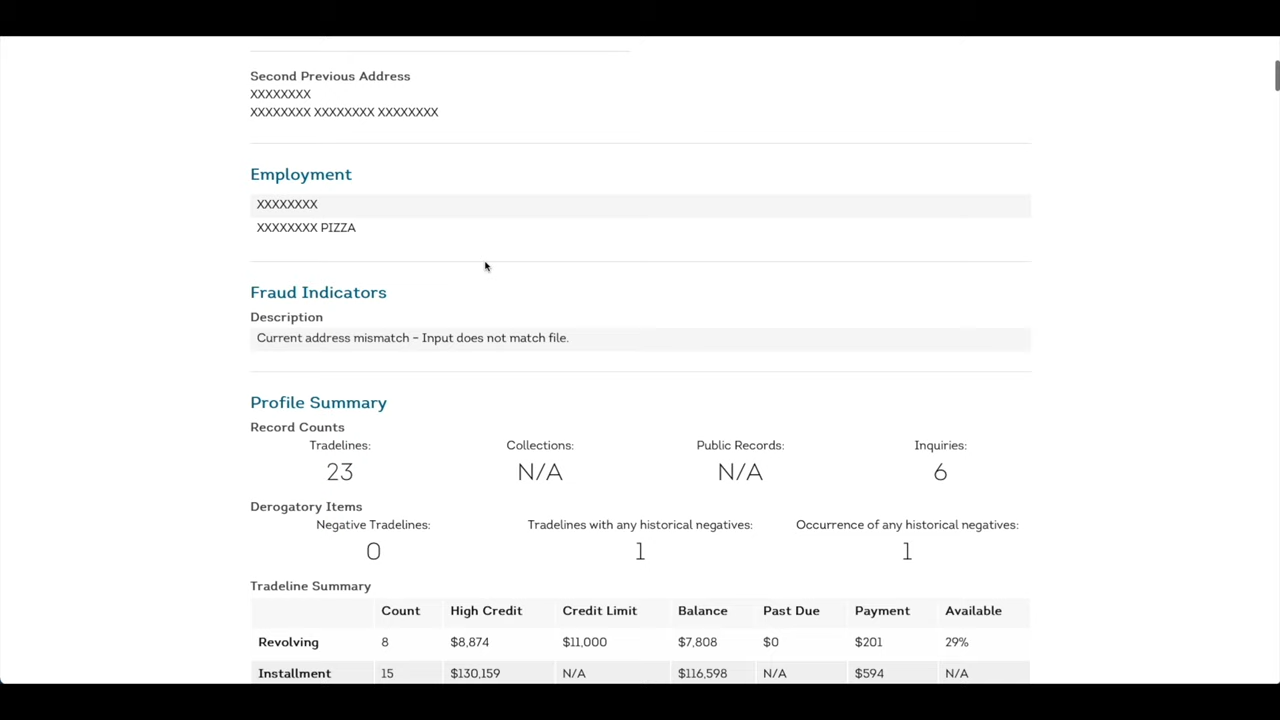 Second Previous Address
XXXXXXXX
XXXXXXXX XXXXXXXX XXXXXXXX
Employment
XXXXXXXX
XXXXXXXX PIZZA
Fraud Indicators
Description
Current address mismatch - Input does not match file.
Profile Summary
Record Counts
Tradelines: Collections: Public Records: Inquiries:
23 N/A N/A 6
Derogatory Items
Negative Tradelines: Tradelines with any historical negatives: Occurrence of any historical negatives:
0 1 1
Tradeline Summary
Count High Credit Credit Limit Balance Past Due Payment Available
Revolving 8 $8,874 $11,000 $7,808 $0 $201 29%
Installment 15 $130,159 N/A $116,598 N/A $594 N/A